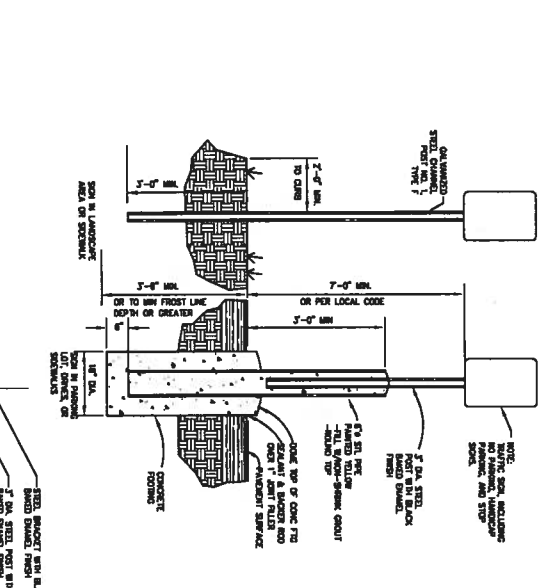 NOTE:
TRAFFIC SIGN, INCLUDING
NO PARKING, HANDICAP
PARKING, AND STOP
SIGNS.
GALVANIZED
STEEL CHANNEL
POST NO. 1,
TYPE F
2'-0" MIN.
TO CURB
3'-0" MIN.
SIGN IN LANDSCAPE
AREA OR SIDEWALK
7'-0" MIN.
OR PER LOCAL CODE
3'-6" MIN.
OR TO MIN FROST LINE
DEPTH OR GREATER
3'-0" MIN
6"
18" DIA.
SIGN IN PARKING
LOT, DRIVES, OR
SIDEWALKS
3" DIA. STEEL
POST WITH BLACK
BAKED ENAMEL
FINISH
6"ø STL PIPE
PAINTED YELLOW
-FILL W/NON-SHRINK GROUT
-ROUND TOP
DOME TOP OF CONC FTG
SEALANT & BACKER ROD
OVER 1" JOINT FILLER
PAVEMENT SURFACE
CONCRETE
FOOTING
STEEL BRACKET WITH
BAKED ENAMEL FINISH
3" DIA. STEEL POST
BAKED ENAMEL FINISH